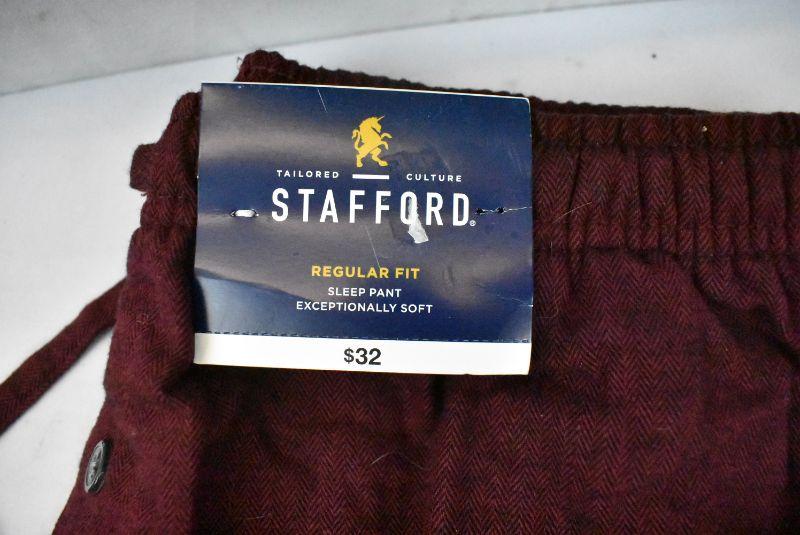 TAILORED CULTURE
STAFFORD®
REGULAR FIT
SLEEP PANT
EXCEPTIONALLY SOFT
$32